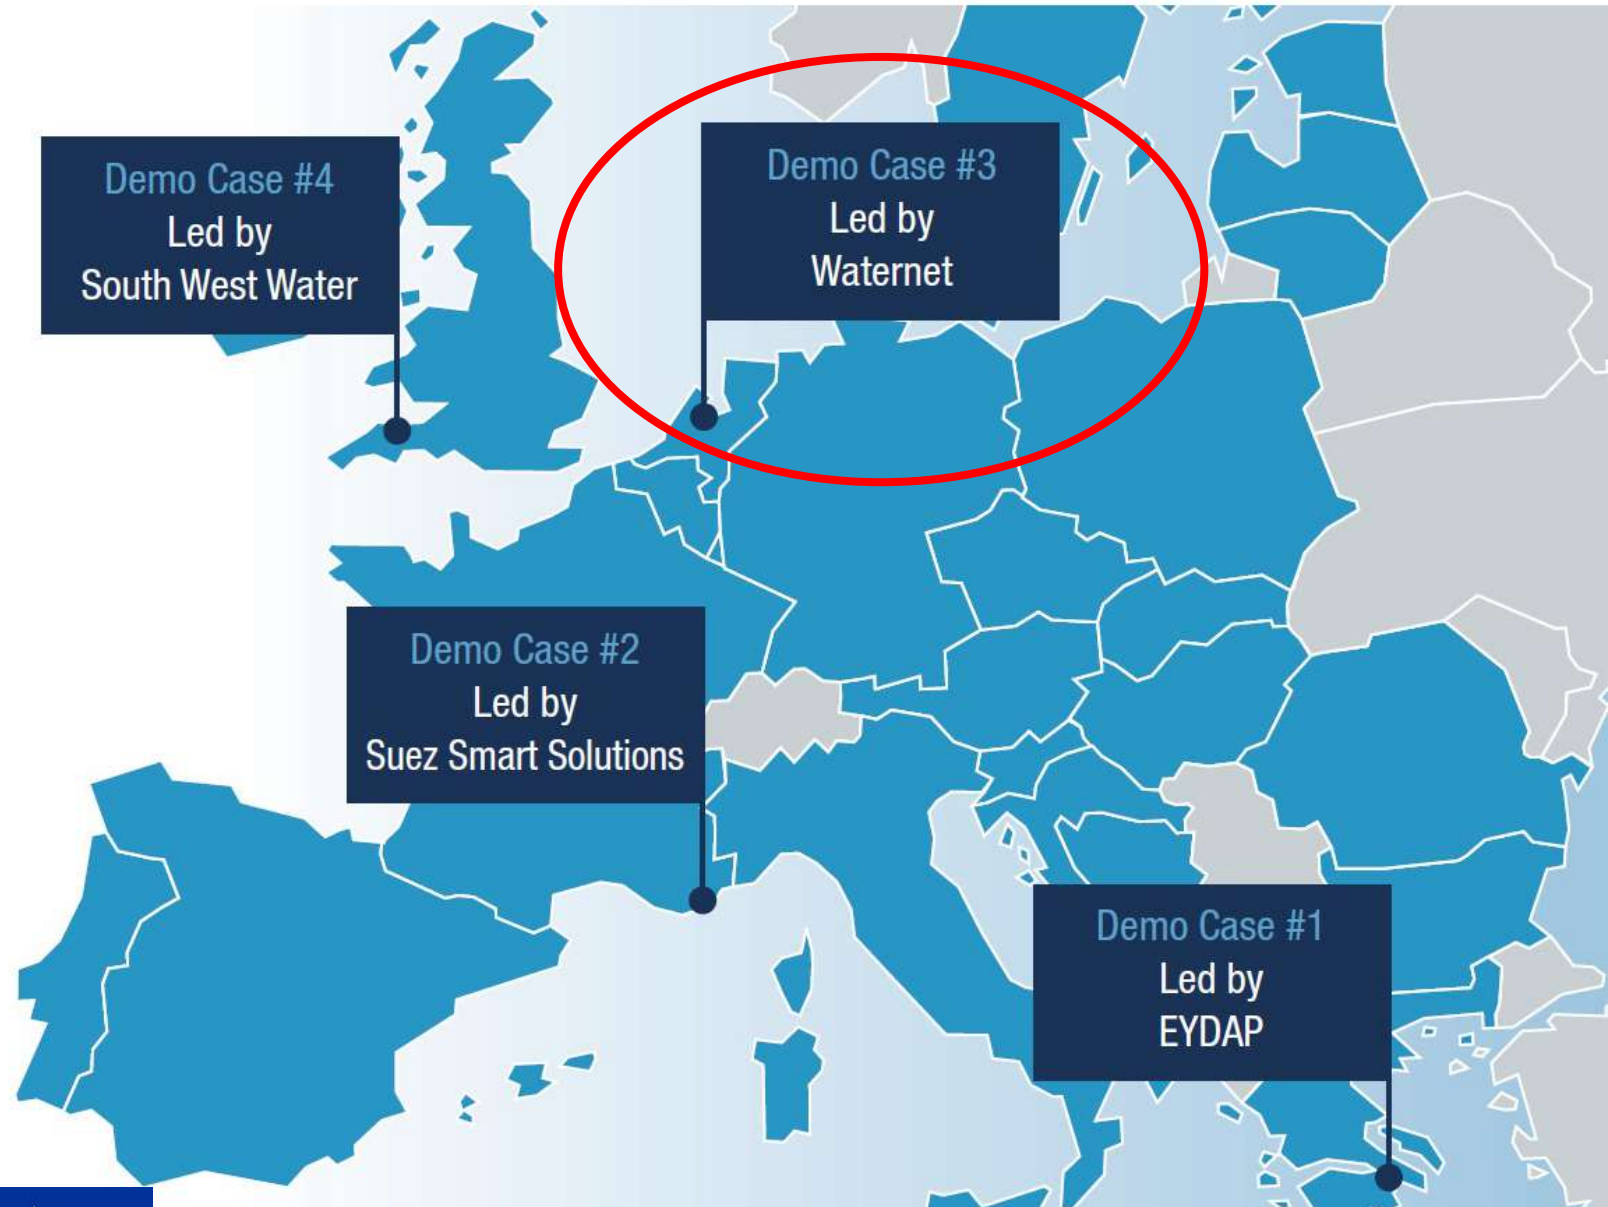 Demo Case #4
Led by
South West Water
Demo Case #3
Led by
Waternet
Demo Case #2
Led by
Suez Smart Solutions
Demo Case #1
Led by
EYDAP